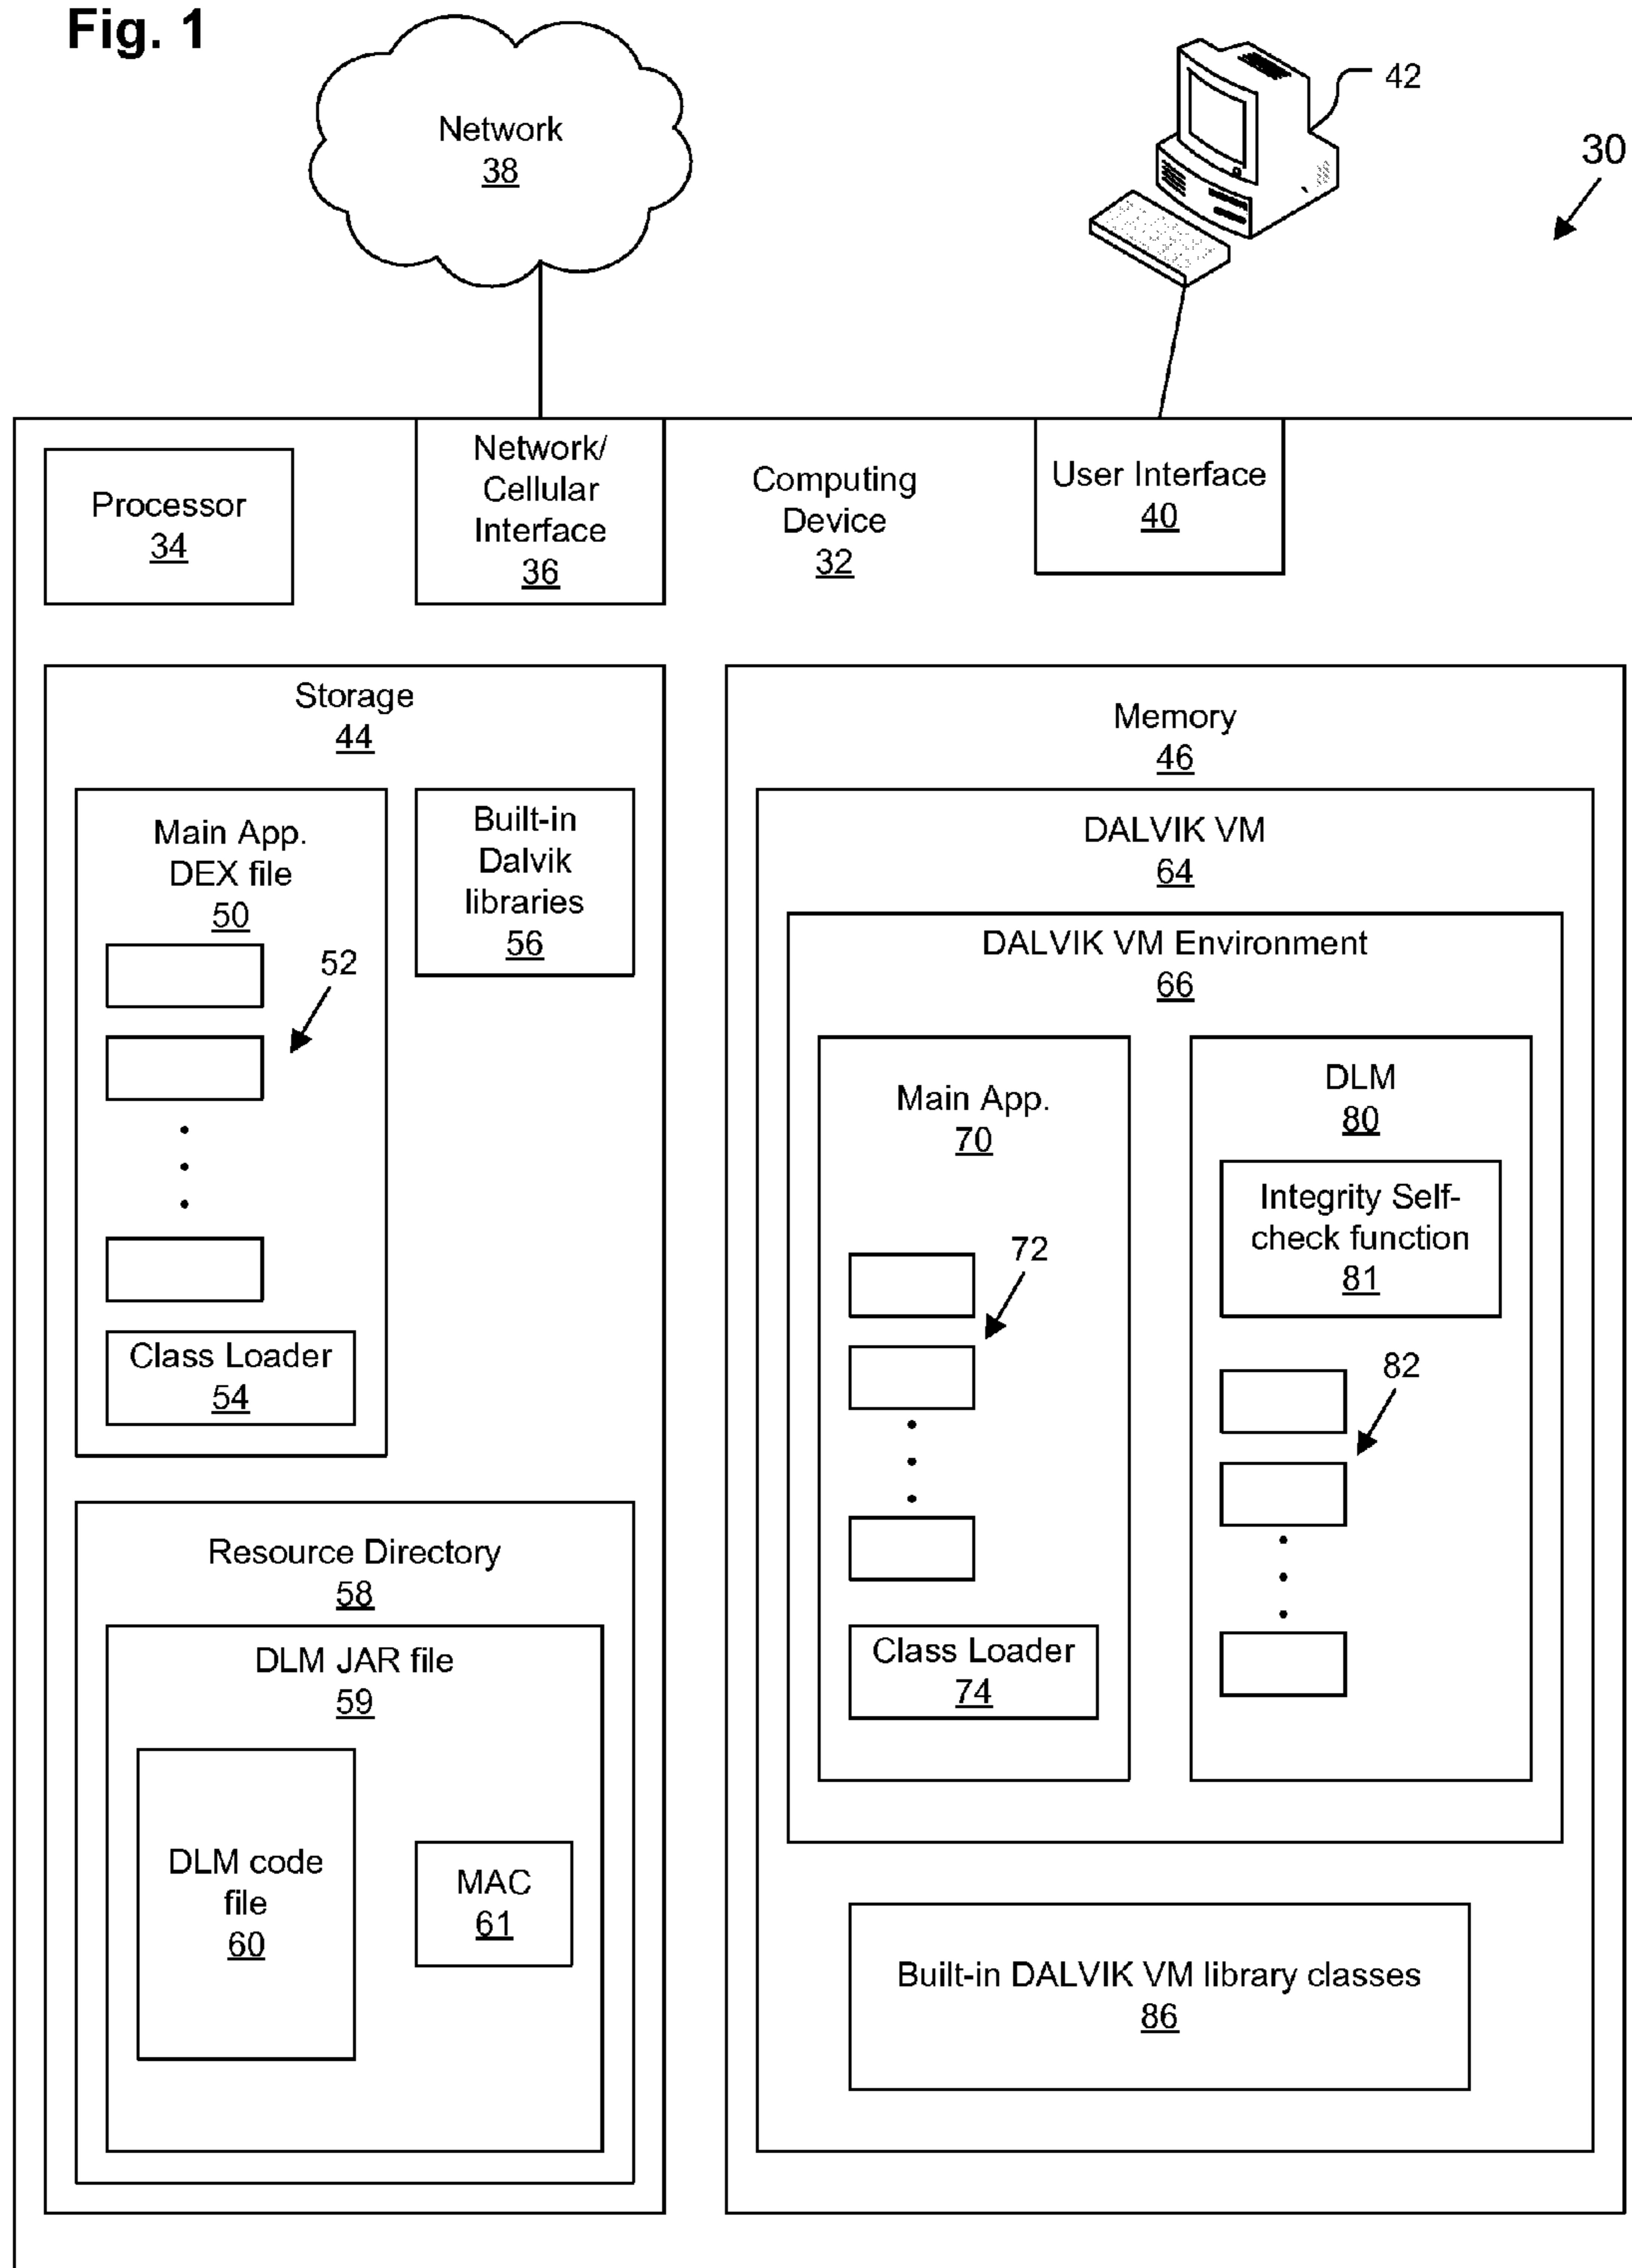 Fig. 1
Network
38
42
30
Processor
34
Network/
Cellular
Interface
36
Computing
Device
32
User Interface
40
Storage
44
Main App.
DEX file
50
52
Class Loader
54
Built-in
Dalvik
libraries
56
Resource Directory
58
DLM JAR file
59
DLM code
file
60
MAC
61
Memory
46
DALVIK VM
64
DALVIK VM Environment
66
Main App.
70
72
Class Loader
74
DLM
80
Integrity Self-
check function
81
82
Built-in DALVIK VM library classes
86